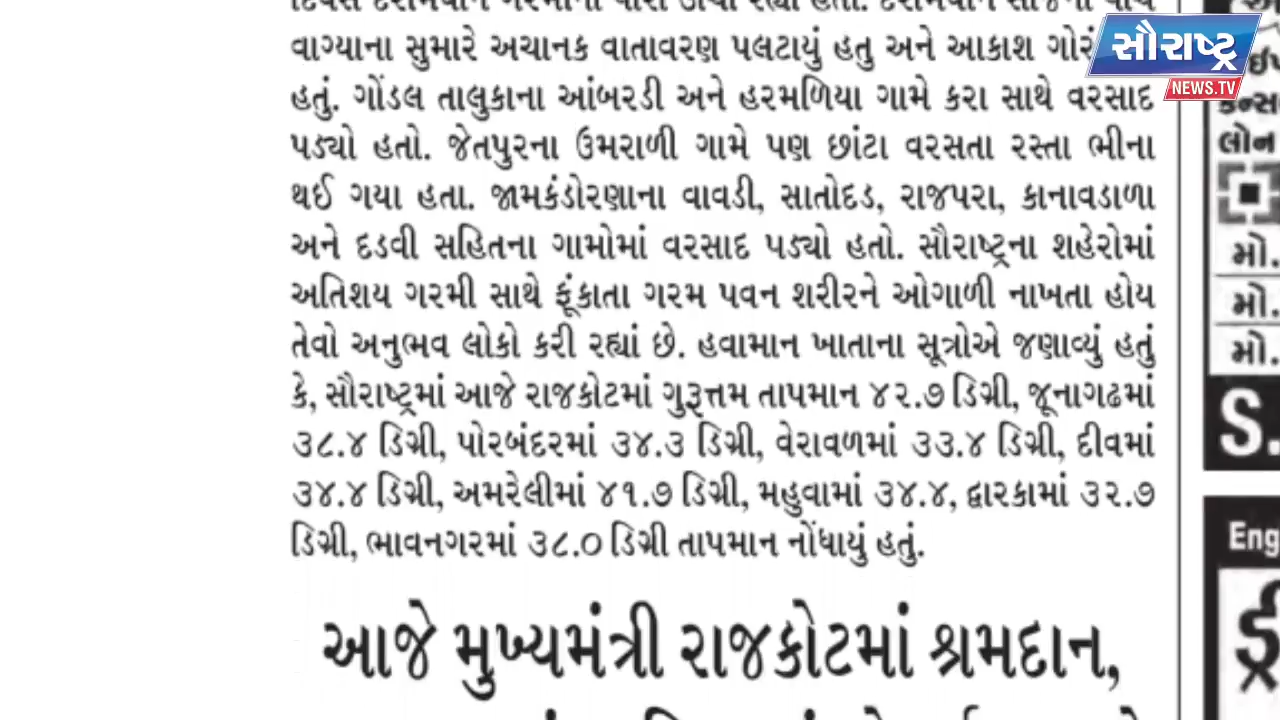 વાગ્યાના સુમારે અચાનક વાતાવરણ પલટાયું હતુ અને આકાશ
હતું. ગોંડલ તાલુકાના આંબરડી અને હરમળિયા ગામે કરા સાથે વરસાદ
પડ્યો હતો. જેતપુરના ઉમરાળી ગામે પણ છાંટા વરસતા રસ્તા ભીના
થઈ ગયા હતા. જામકંડોરણાના વાવડી, સાતોદડ, રાજપરા, કાનાવડાળા
અને દડવી સહિતના ગામોમાં વરસાદ પડ્યો હતો. સૌરાષ્ટ્રના શહેરોમાં
અતિશય ગરમી સાથે ફૂંકાતા ગરમ પવન શરીરને ઓગાળી નાખતા હોય
તેવો અનુભવ લોકો કરી રહ્યાં છે. હવામાન ખાતાના સૂત્રોએ જણાવ્યું હતું
કે, સૌરાષ્ટ્રમાં આજે રાજકોટમાં ગુરૂત્તમ તાપમાન ૪૨.૭ ડિગ્રી, જૂનાગઢમાં
૩૮.૪ ડિગ્રી, પોરબંદરમાં ૩૪.૩ ડિગ્રી, વેરાવળમાં ૩૩.૪ ડિગ્રી, દીવમાં
૩૪.૪ ડિગ્રી, અમરેલીમાં ૪૧.૭ ડિગ્રી, મહુવામાં ૩૪.૪, દ્વારકામાં ૩૨.૭
ડિગ્રી, ભાવનગરમાં ૩૮.૦ ડિગ્રી તાપમાન નોંધાયું હતું.
આજે મુખ્યમંત્રી રાજકોટમાં શ્રમદાન,
સૌરાષ્ટ્ર
NEWS.TV
લોન
મો.
મો.
મો.
S.
Eng